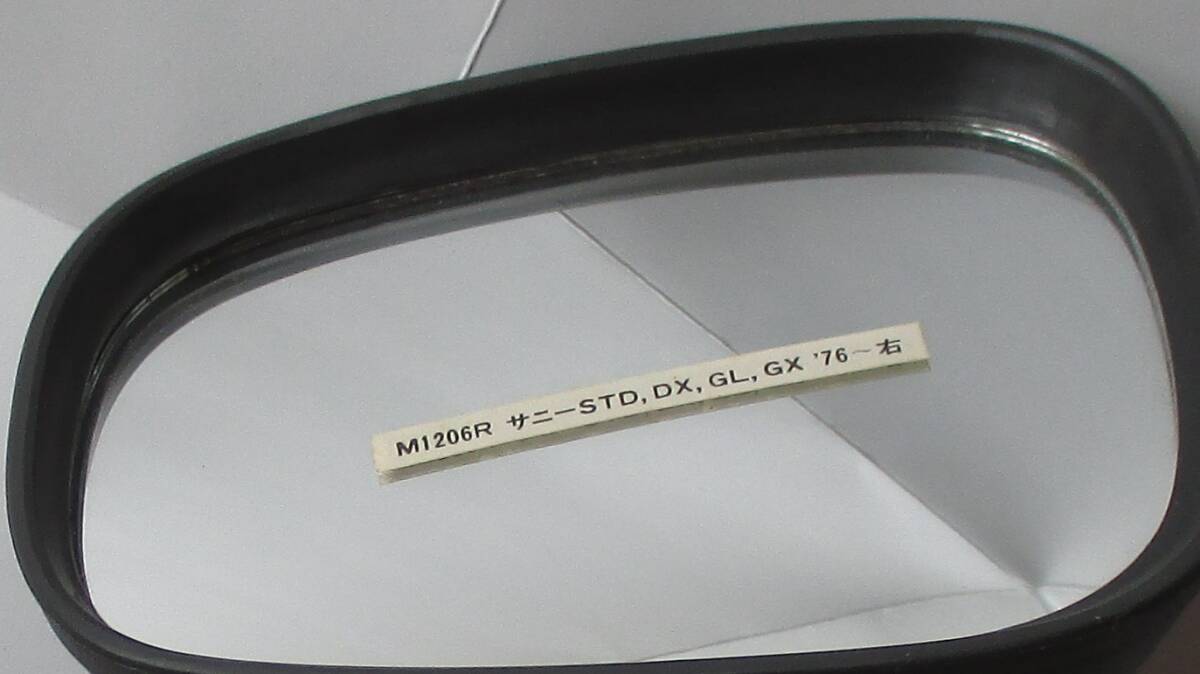 M1206R サニーSTD, DX, GL, GX '76～右